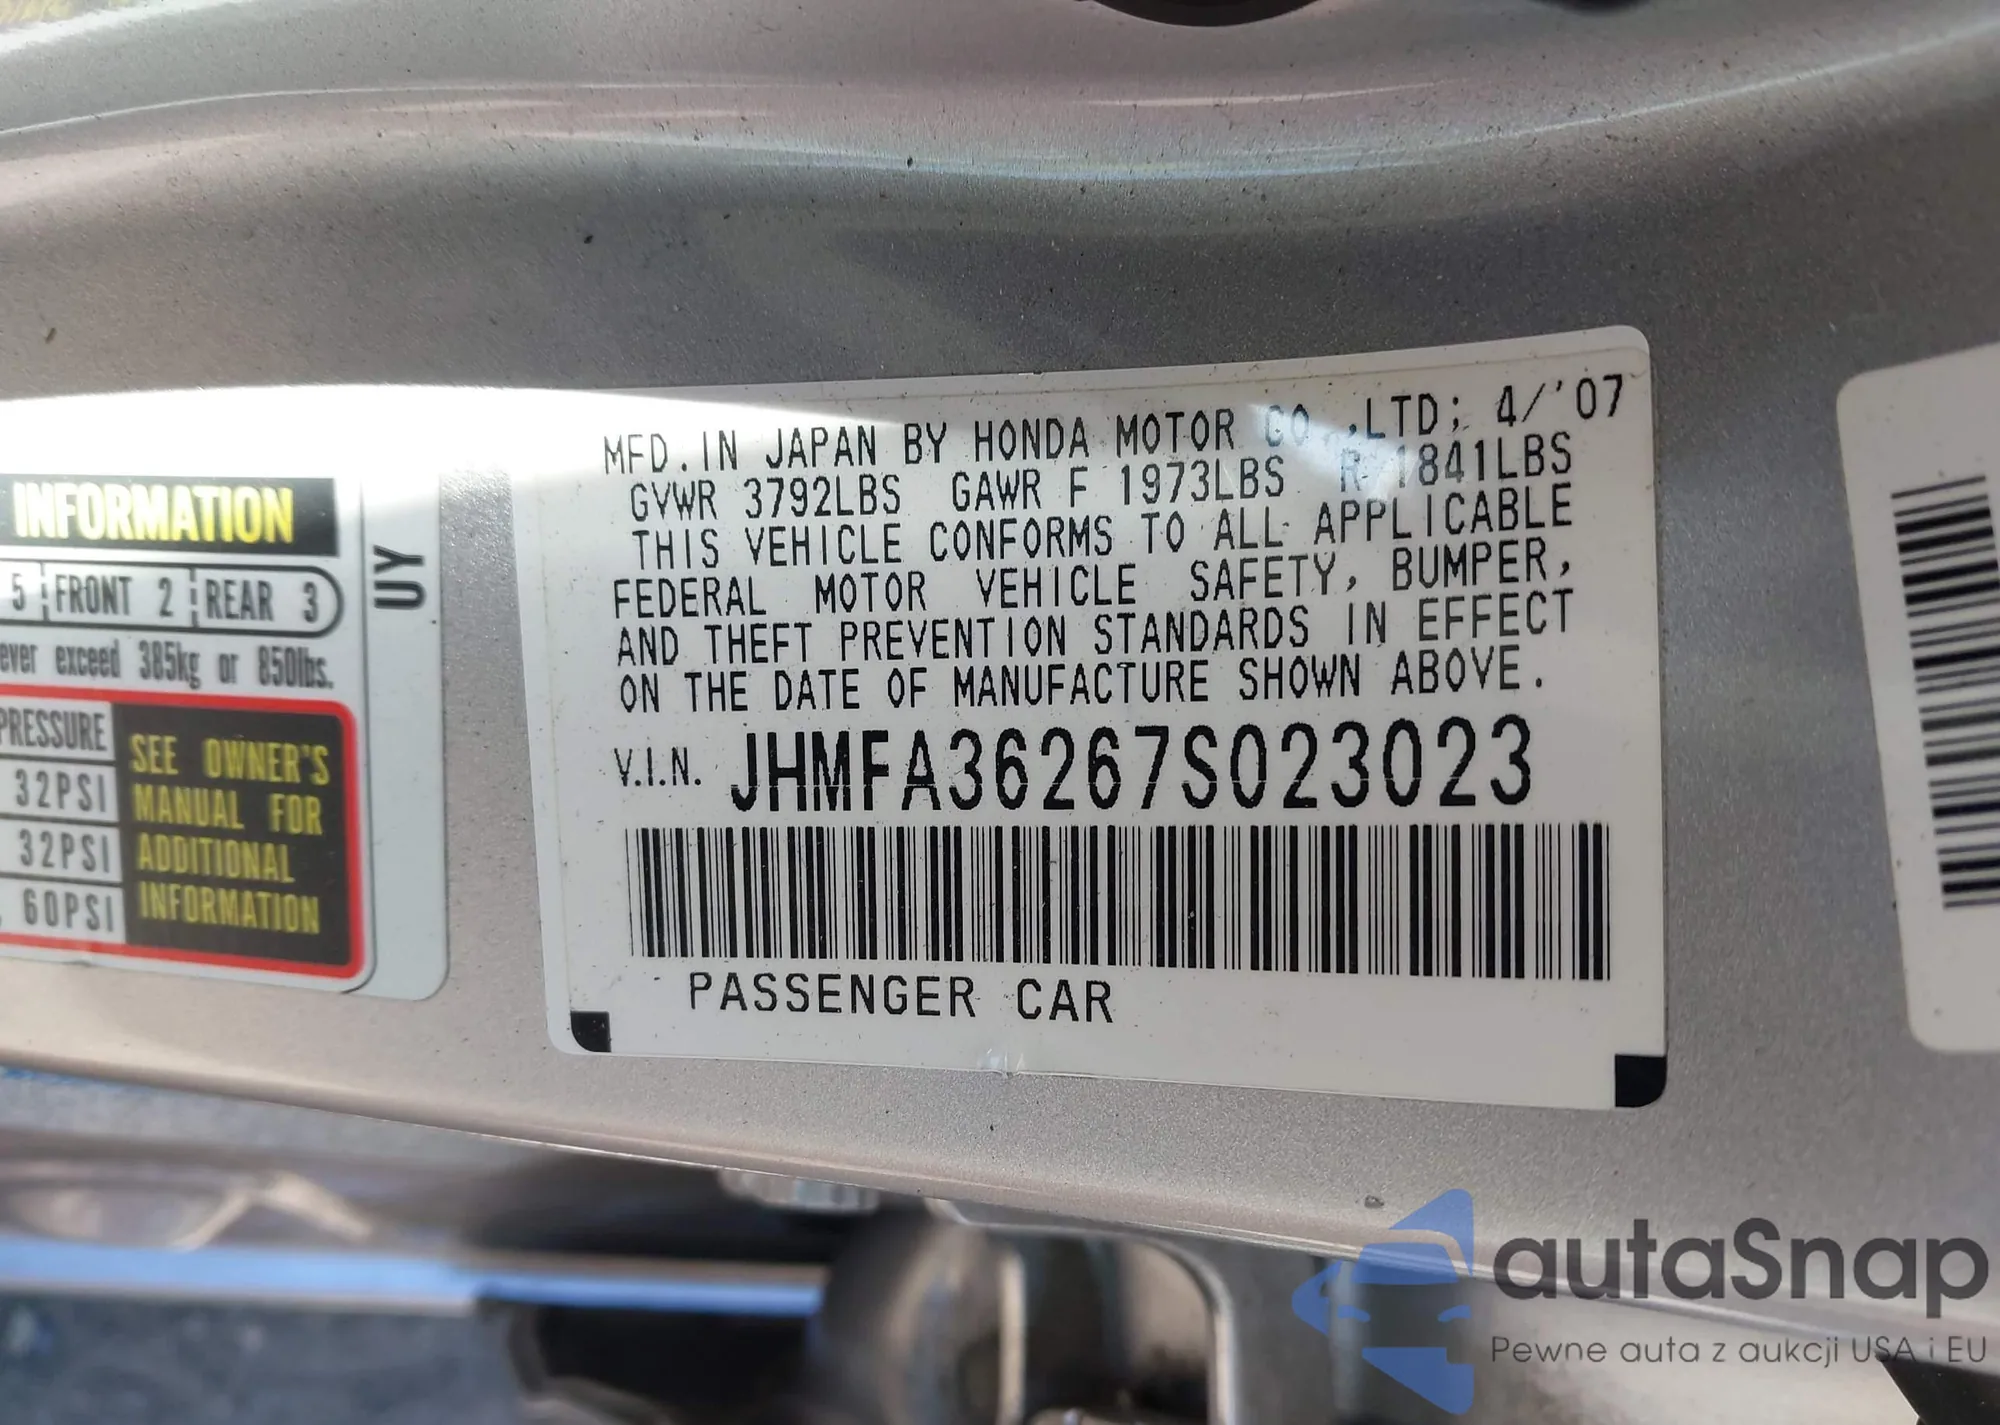 INFORMATION
5 FRONT 2 REAR 3
ever exceed 385kg or 850lbs.
PRESSURE
32PSI
32PSI
60PSI
SEE OWNER'S
MANUAL FOR
ADDITIONAL
INFORMATION
UY
MFD. IN JAPAN BY HONDA MOTOR CO.,LTD; 4/'07
GVWR 3792LBS GAWR F 1973LBS R 1841LBS
THIS VEHICLE CONFORMS TO ALL APPLICABLE
FEDERAL MOTOR VEHICLE SAFETY, BUMPER,
AND THEFT PREVENTION STANDARDS IN EFFECT
ON THE DATE OF MANUFACTURE SHOWN ABOVE.
V.I.N. JHMFA36267S023023
PASSENGER CAR
autaSnap
Pewne auta z aukcji USA i EU